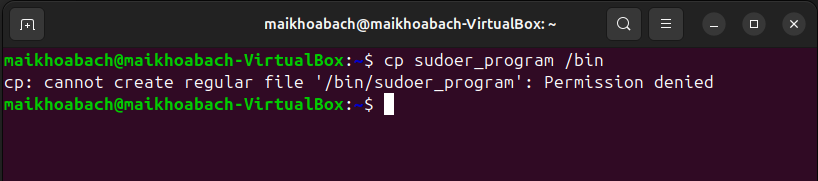 maikhoabach@maikhoabach-VirtualBox: ~
maikhoabach@maikhoabach-VirtualBox:~$ cp sudoer_program /bin
cp: cannot create regular file '/bin/sudoer_program': Permission denied
maikhoabach@maikhoabach-VirtualBox:~$